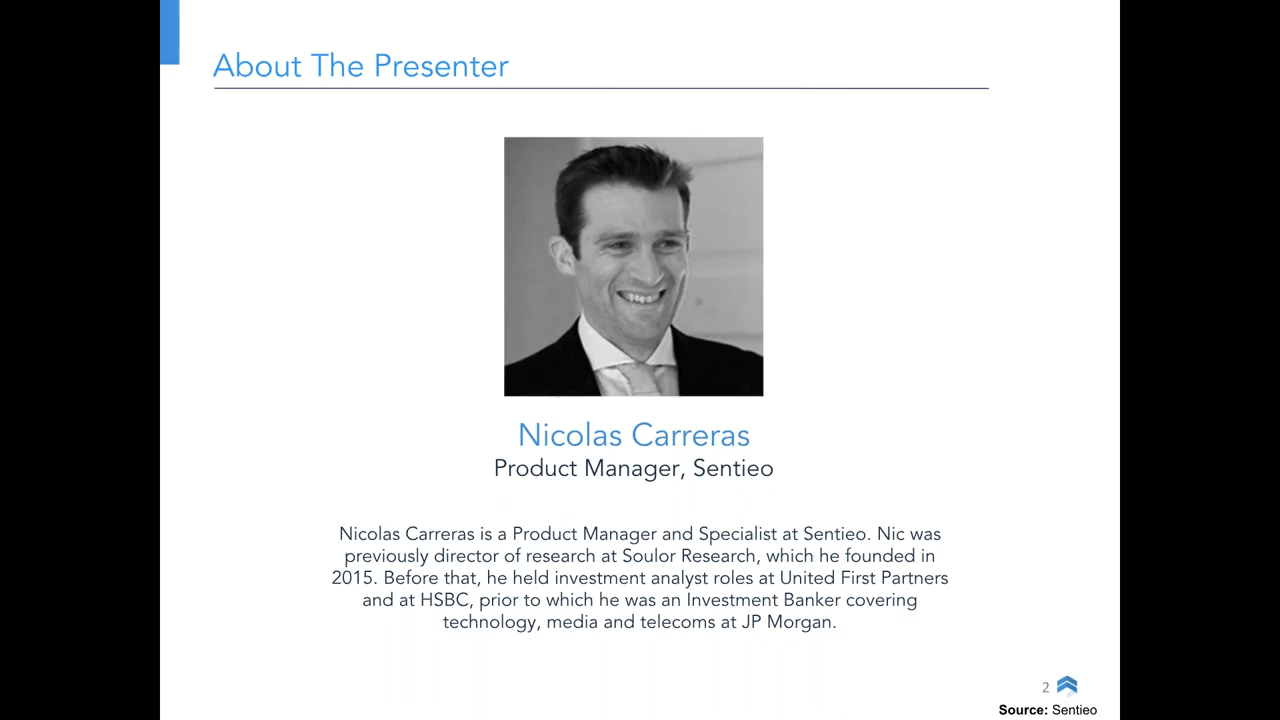 About The Presenter
Nicolas Carreras
Product Manager, Sentieo
Nicolas Carreras is a Product Manager and Specialist at Sentieo. Nic was
previously director of research at Soulor Research, which he founded in
2015. Before that, he held investment analyst roles at United First Partners
and at HSBC, prior to which he was an Investment Banker covering
technology, media and telecoms at JP Morgan.
2
Source: Sentieo